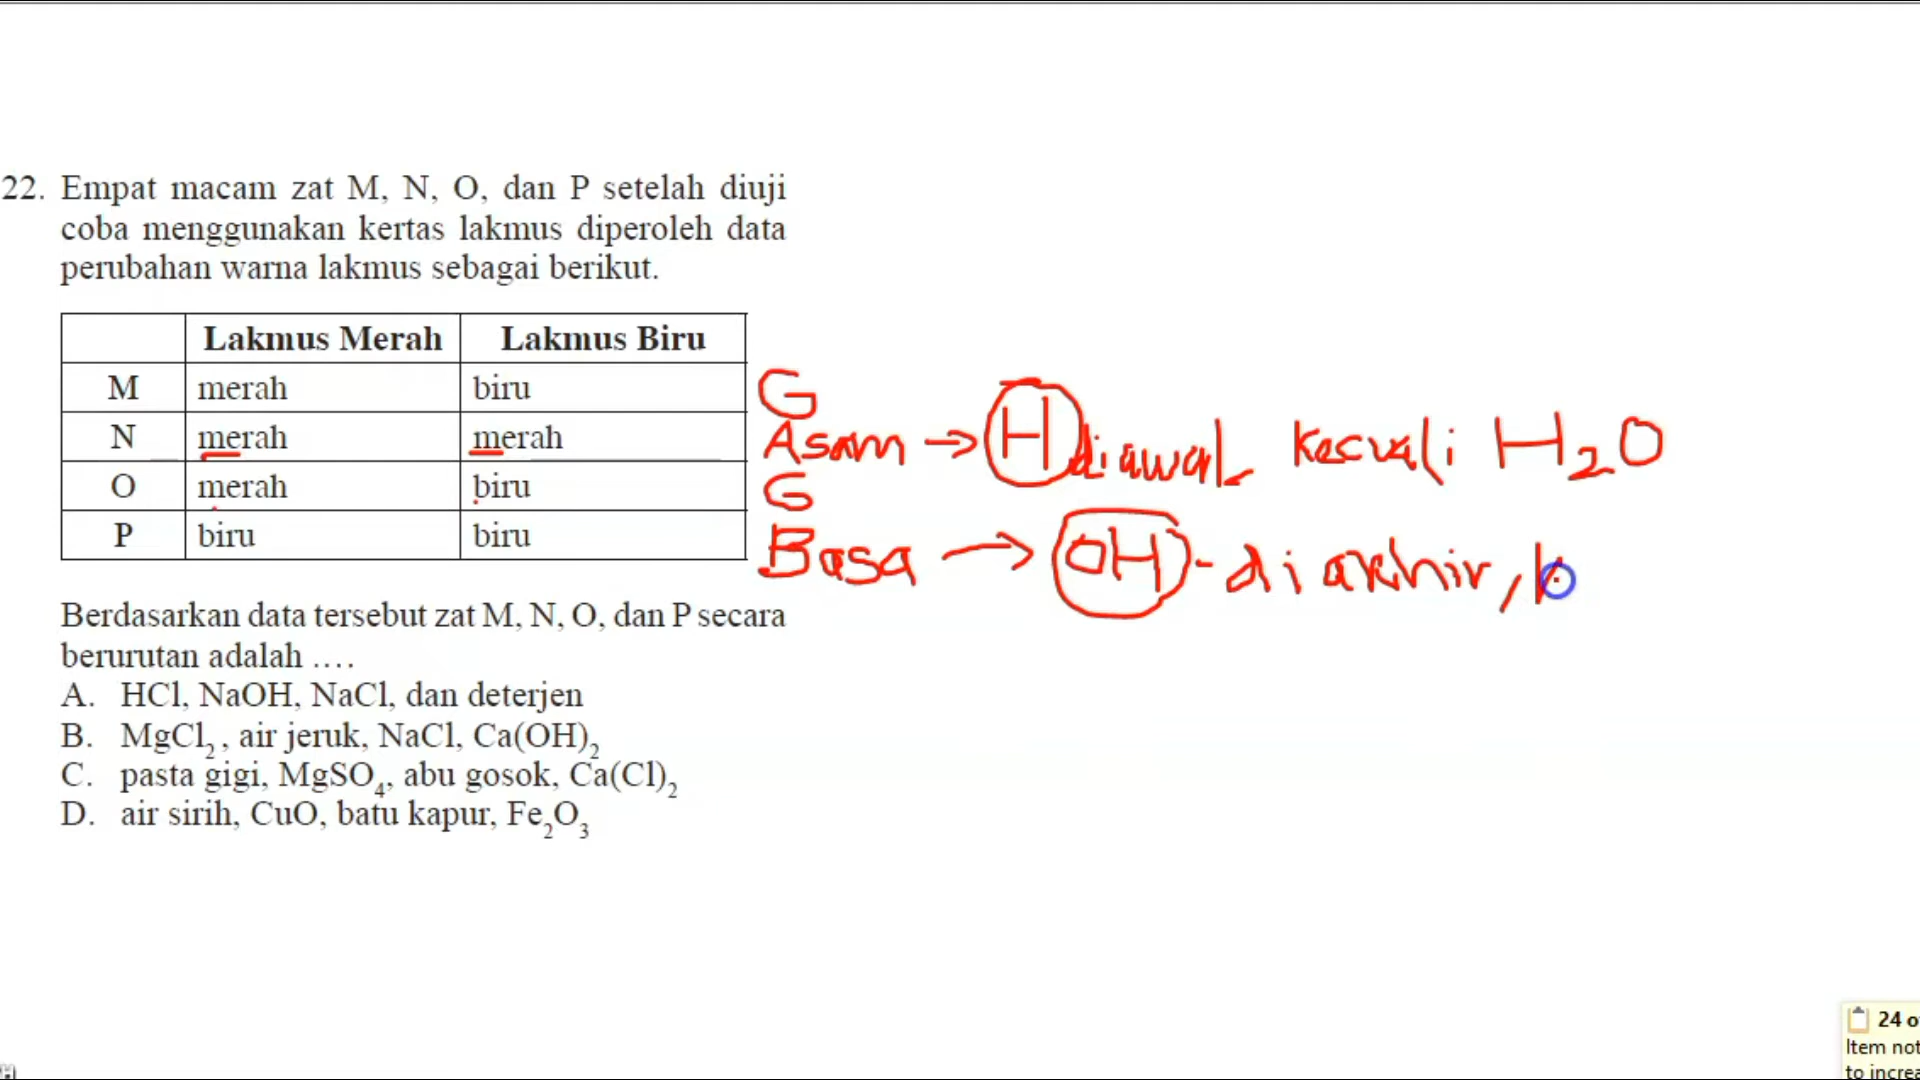 22. Empat macam zat M, N, O, dan P setelah diuji
coba menggunakan kertas lakmus diperoleh data
perubahan warna lakmus sebagai berikut.
Lakmus Merah Lakmus Biru
M merah biru G
N merah merah Asam → H diawal kecuali H₂O
O merah biru G
P biru biru Basa → OH - di akhir,
Berdasarkan data tersebut zat M, N, O, dan P secara
berurutan adalah ....
A. HCl, NaOH, NaCl, dan deterjen
B. MgCl₂, air jeruk, NaCl, Ca(OH)₂
C. pasta gigi, MgSO₄, abu gosok, Ca(Cl)₂
D. air sirih, CuO, batu kapur, Fe₂O₃
24 o
Item not
to increa